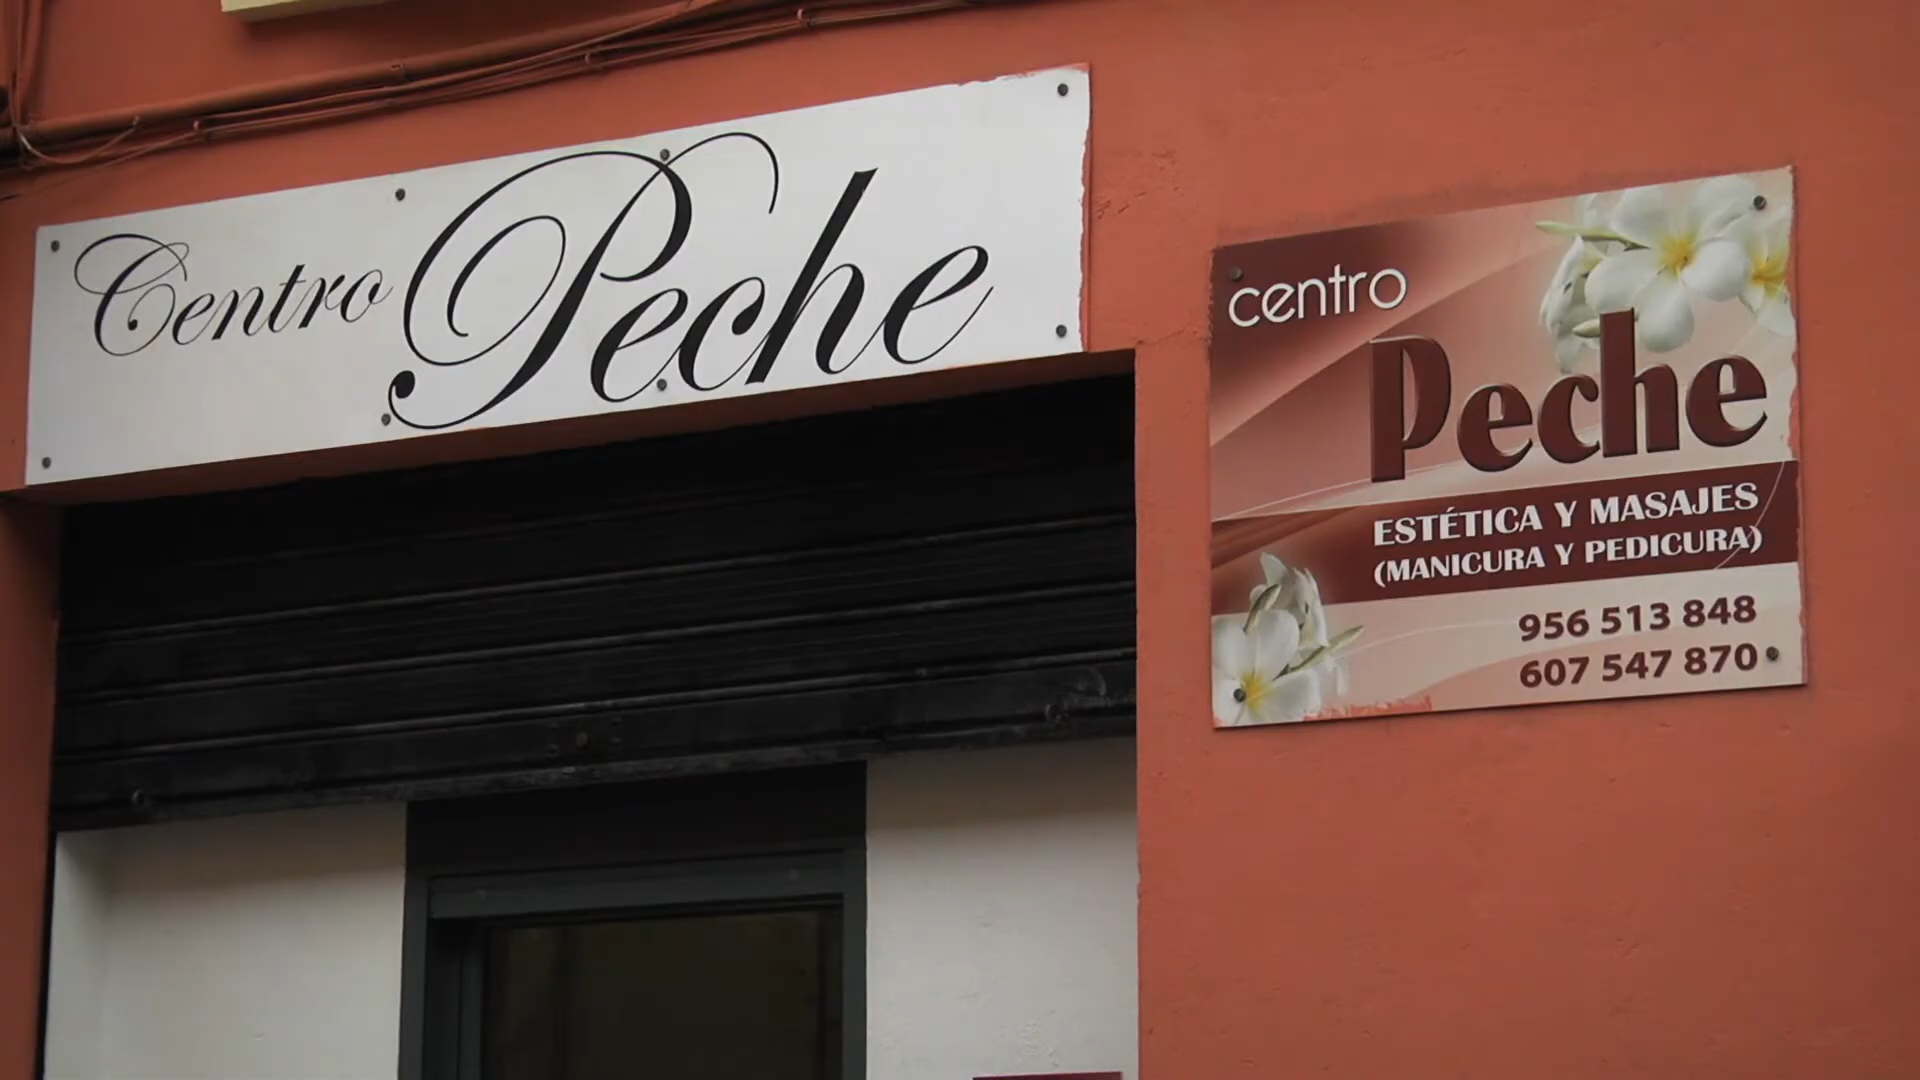 Centro Peche
centro
Peche
ESTÉTICA Y MASAJES
(MANICURA Y PEDICURA)
956 513 848
607 547 870